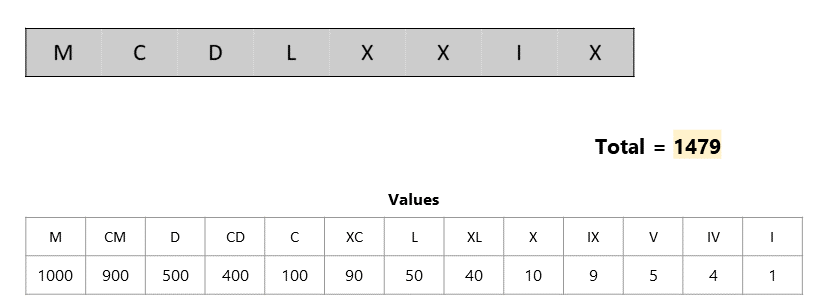 M C D L X X I X
Total = 1479
Values
M CM D CD C XC L XL X IX V IV I
1000 900 500 400 100 90 50 40 10 9 5 4 1